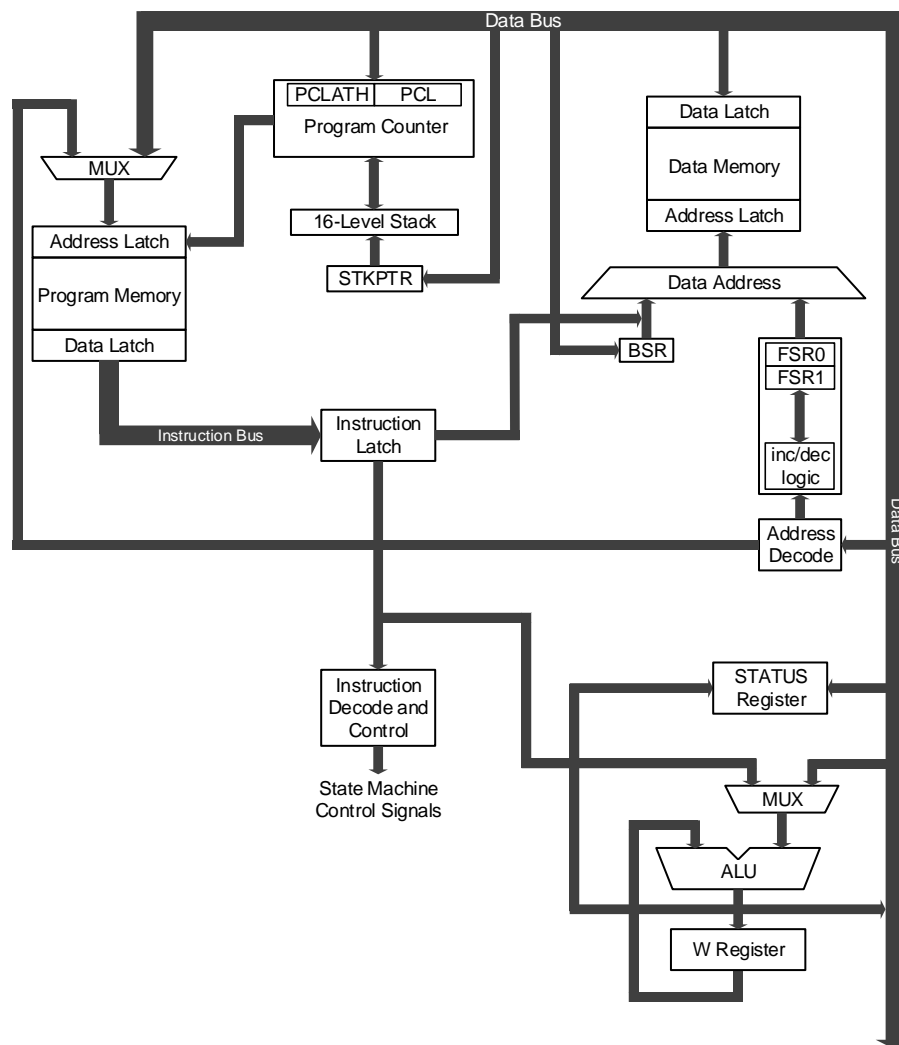 Data Bus
PCLATH PCL
Program Counter
Data Latch
Data Memory
Address Latch
MUX
16-Level Stack
Address Latch
Program Memory
Data Latch
STKPTR
Data Address
BSR
FSR0
FSR1
Instruction Bus
Instruction
Latch
inc/dec
logic
Data Bus
Address
Decode
Instruction
Decode and
Control
STATUS
Register
State Machine
Control Signals
MUX
ALU
W Register